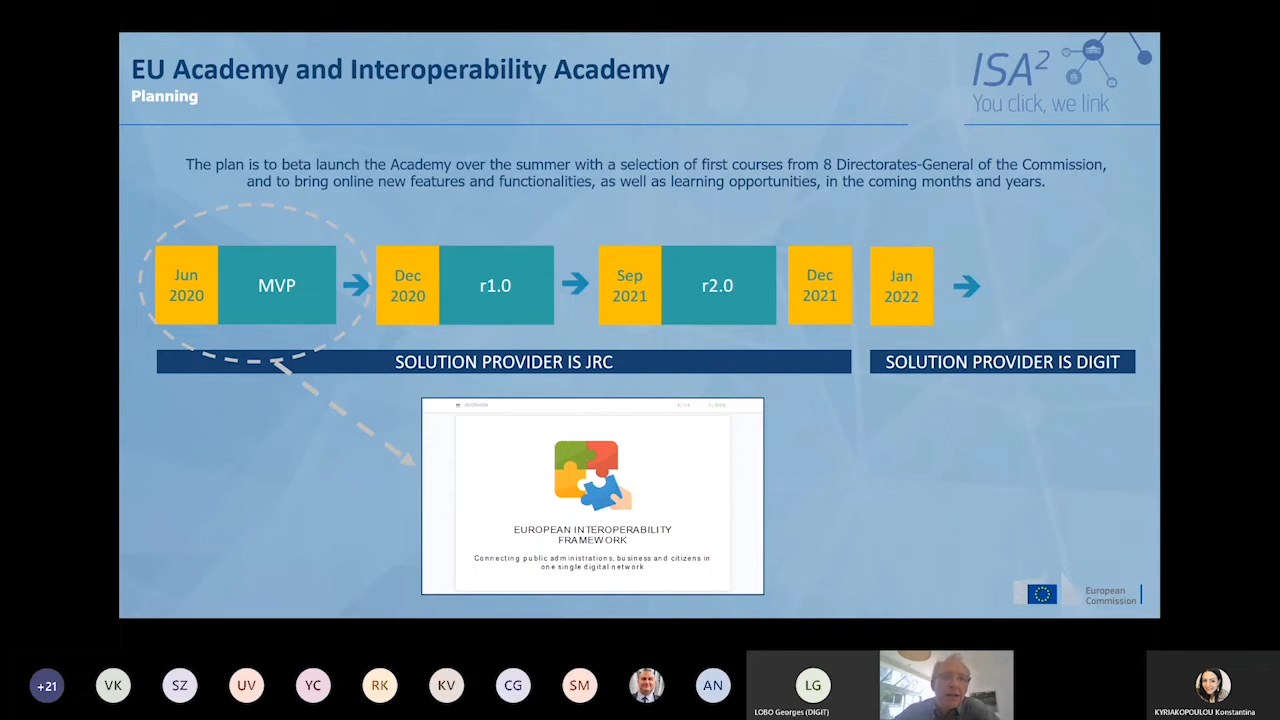 EU Academy and Interoperability Academy
Planning
ISA²
You click, we link
The plan is to beta launch the Academy over the summer with a selection of first courses from 8 Directorates-General of the Commission,
and to bring online new features and functionalities, as well as learning opportunities, in the coming months and years.
Jun
2020
MVP
Dec
2020
r1.0
Sep
2021
r2.0
Dec
2021
Jan
2022
SOLUTION PROVIDER IS JRC
SOLUTION PROVIDER IS DIGIT
EUROPEAN INTEROPERABILITY
FRAMEWORK
Connecting public administrations, business and citizens in
one single digital network
European
Commission
+21
VK
SZ
UV
YC
RK
KV
CG
SM
AN
LG
LOBO Georges (DIGIT)
KYRIAKOPOULOU Konstantina